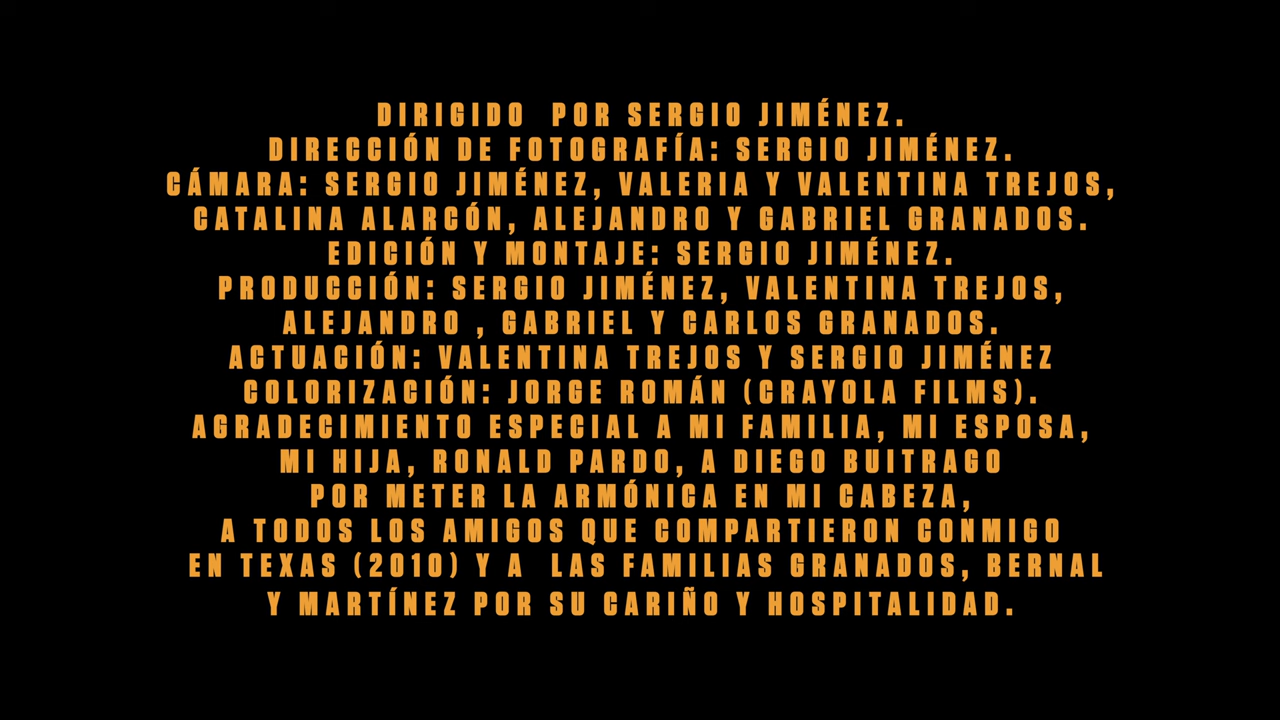 DIRIGIDO POR SERGIO JIMÉNEZ.
DIRECCIÓN DE FOTOGRAFÍA: SERGIO JIMÉNEZ.
CÁMARA: SERGIO JIMÉNEZ, VALERIA Y VALENTINA TREJOS,
CATALINA ALARCÓN, ALEJANDRO Y GABRIEL GRANADOS.
EDICIÓN Y MONTAJE: SERGIO JIMÉNEZ.
PRODUCCIÓN: SERGIO JIMÉNEZ, VALENTINA TREJOS,
ALEJANDRO , GABRIEL Y CARLOS GRANADOS.
ACTUACIÓN: VALENTINA TREJOS Y SERGIO JIMÉNEZ
COLORIZACIÓN: JORGE ROMÁN (CRAYOLA FILMS).
AGRADECIMIENTO ESPECIAL A MI FAMILIA, MI ESPOSA,
MI HIJA, RONALD PARDO, A DIEGO BUITRAGO
POR METER LA ARMÓNICA EN MI CABEZA,
A TODOS LOS AMIGOS QUE COMPARTIERON CONMIGO
EN TEXAS (2010) Y A LAS FAMILIAS GRANADOS, BERNAL
Y MARTÍNEZ POR SU CARIÑO Y HOSPITALIDAD.